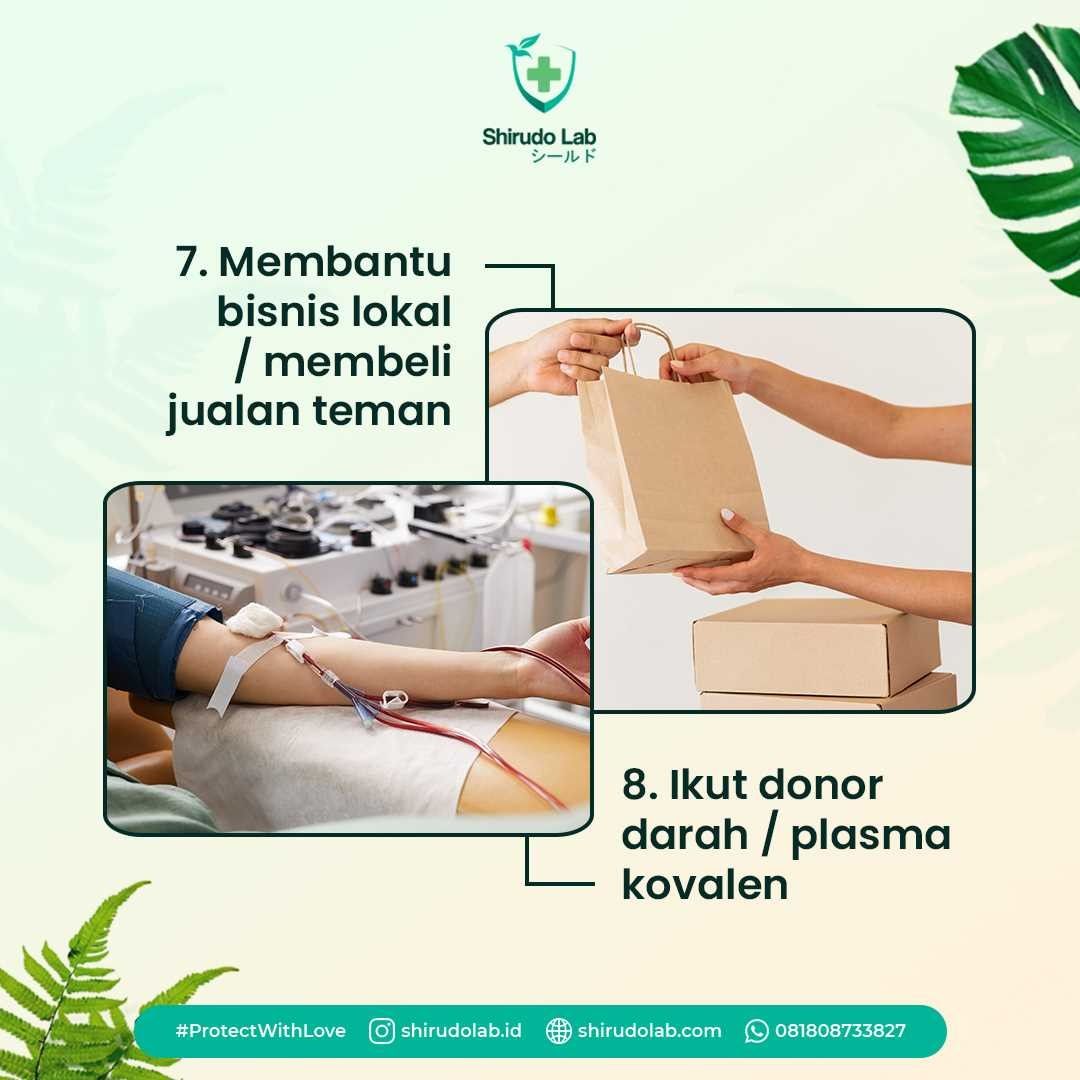 Shirudo Lab
シールド
7. Membantu
bisnis lokal
/ membeli
jualan teman
8. Ikut donor
darah / plasma
kovalen
#ProtectWithLove shirudolab.id shirudolab.com 081808733827